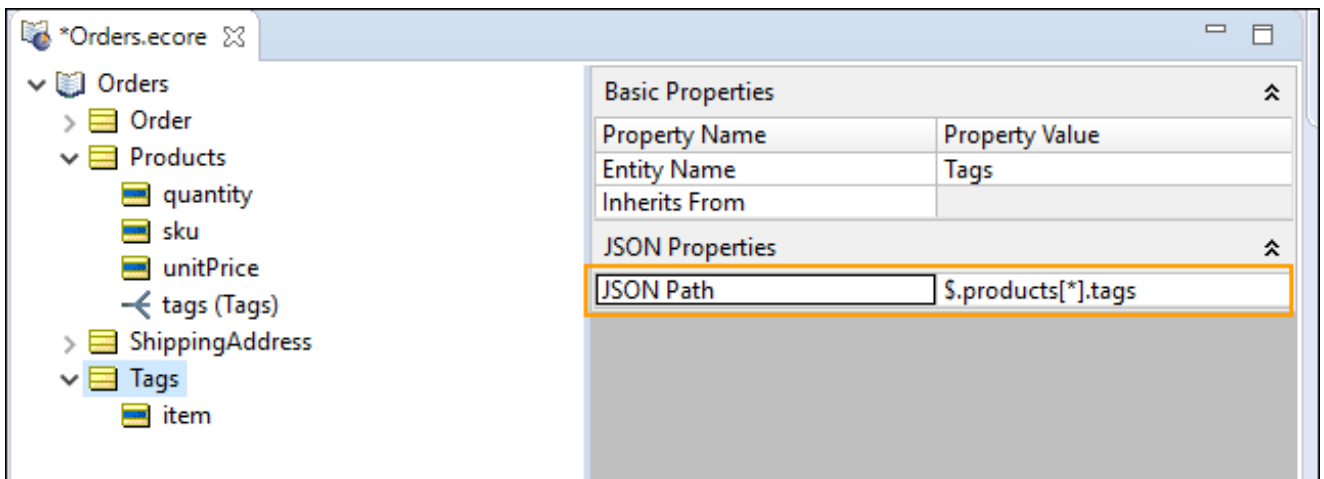 *Orders.ecore
Orders
Order
Products
quantity
sku
unitPrice
tags (Tags)
ShippingAddress
Tags
item
Basic Properties
Property Name Property Value
Entity Name Tags
Inherits From
JSON Properties
JSON Path $.products[*].tags